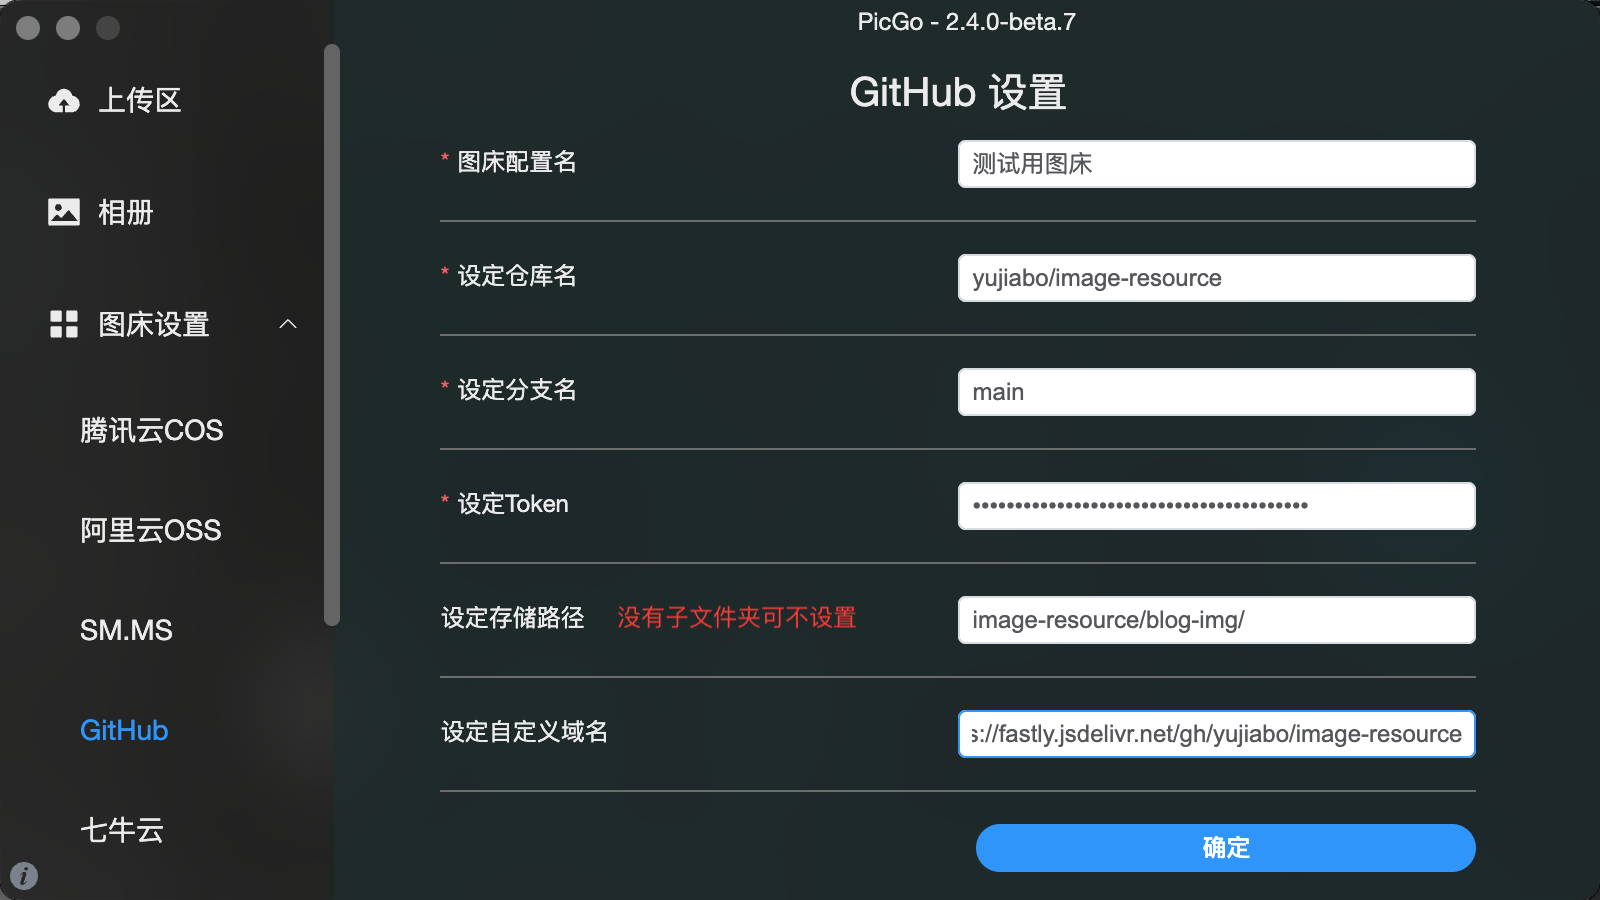 PicGo - 2.4.0-beta.7
上传区
相册
图床设置
腾讯云COS
阿里云OSS
SM.MS
GitHub
七牛云
GitHub 设置
* 图床配置名
测试用图床
* 设定仓库名
yujiabo/image-resource
* 设定分支名
main
* 设定Token
••••••••••••••••••••••••••••••••••••••••
设定存储路径 没有子文件夹可不设置
image-resource/blog-img/
设定自定义域名
s://fastly.jsdelivr.net/gh/yujiabo/image-resource
确定